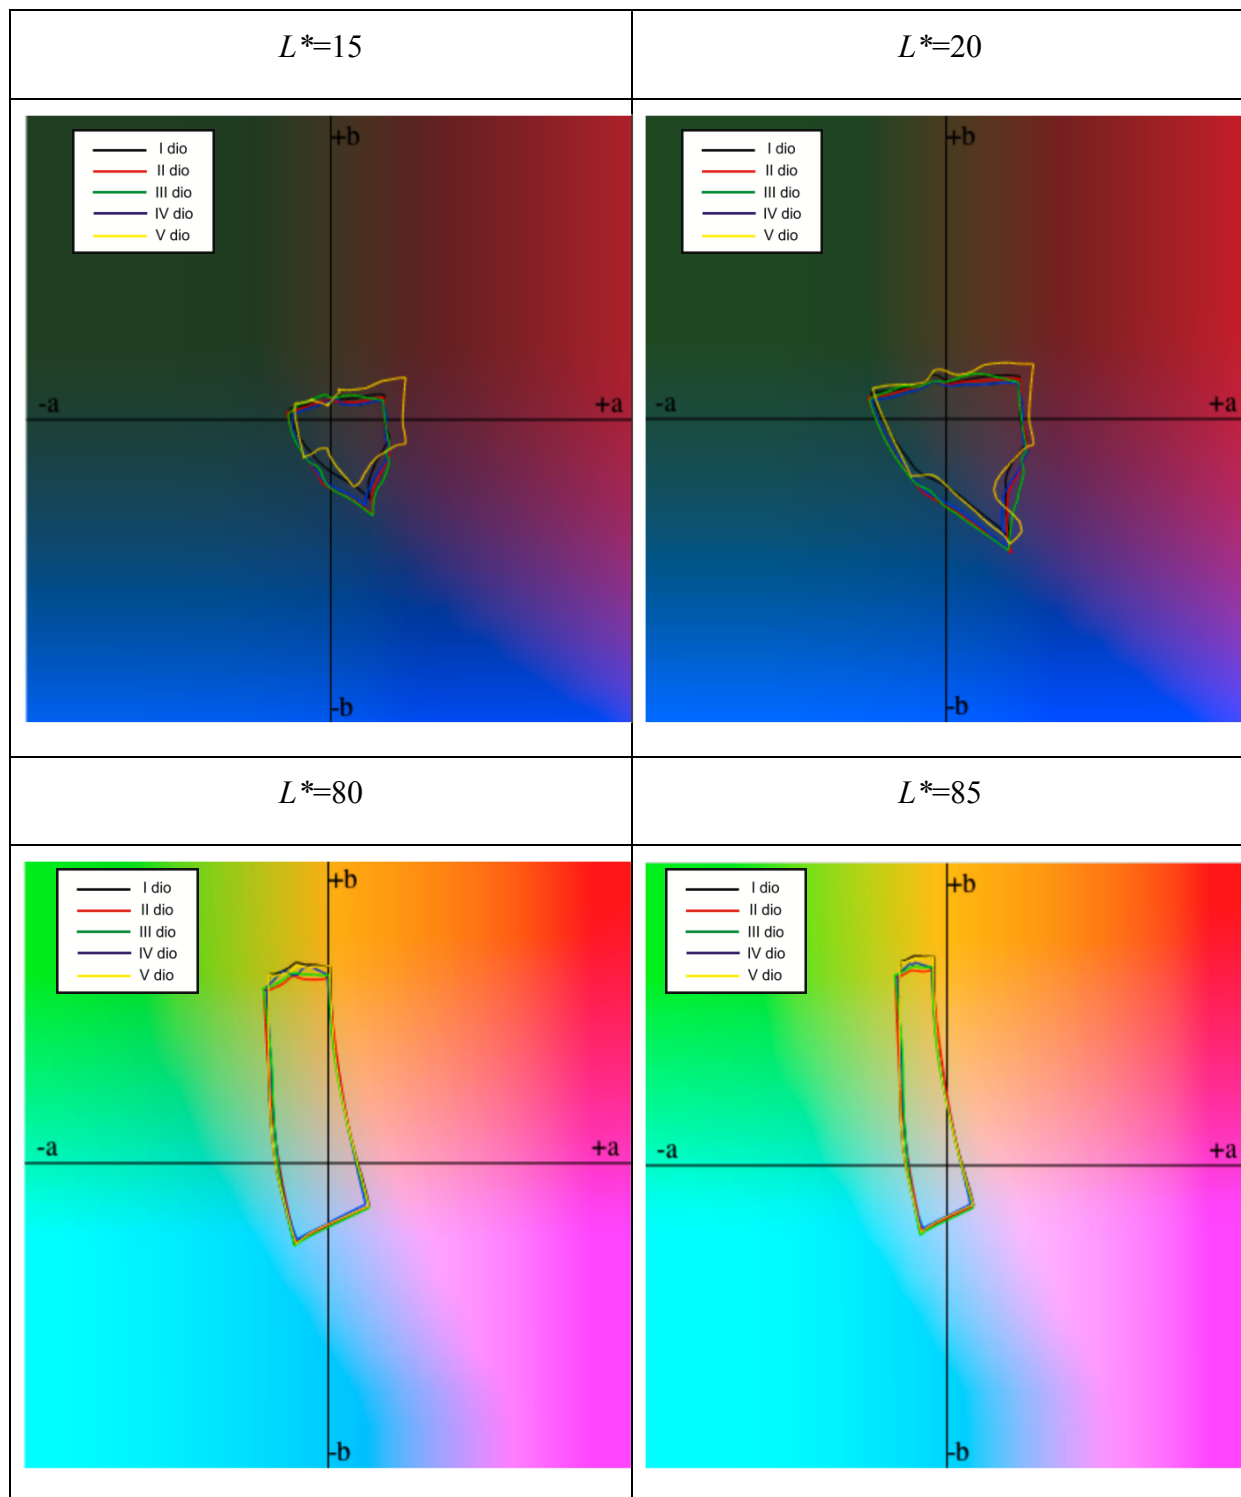 L*=15
L*=20
I dio
II dio
III dio
IV dio
V dio
+b
-a
+a
-b
I dio
II dio
III dio
IV dio
V dio
+b
-a
+a
-b
L*=80
L*=85
I dio
II dio
III dio
IV dio
V dio
+b
-a
+a
-b
I dio
II dio
III dio
IV dio
V dio
+b
-a
+a
-b